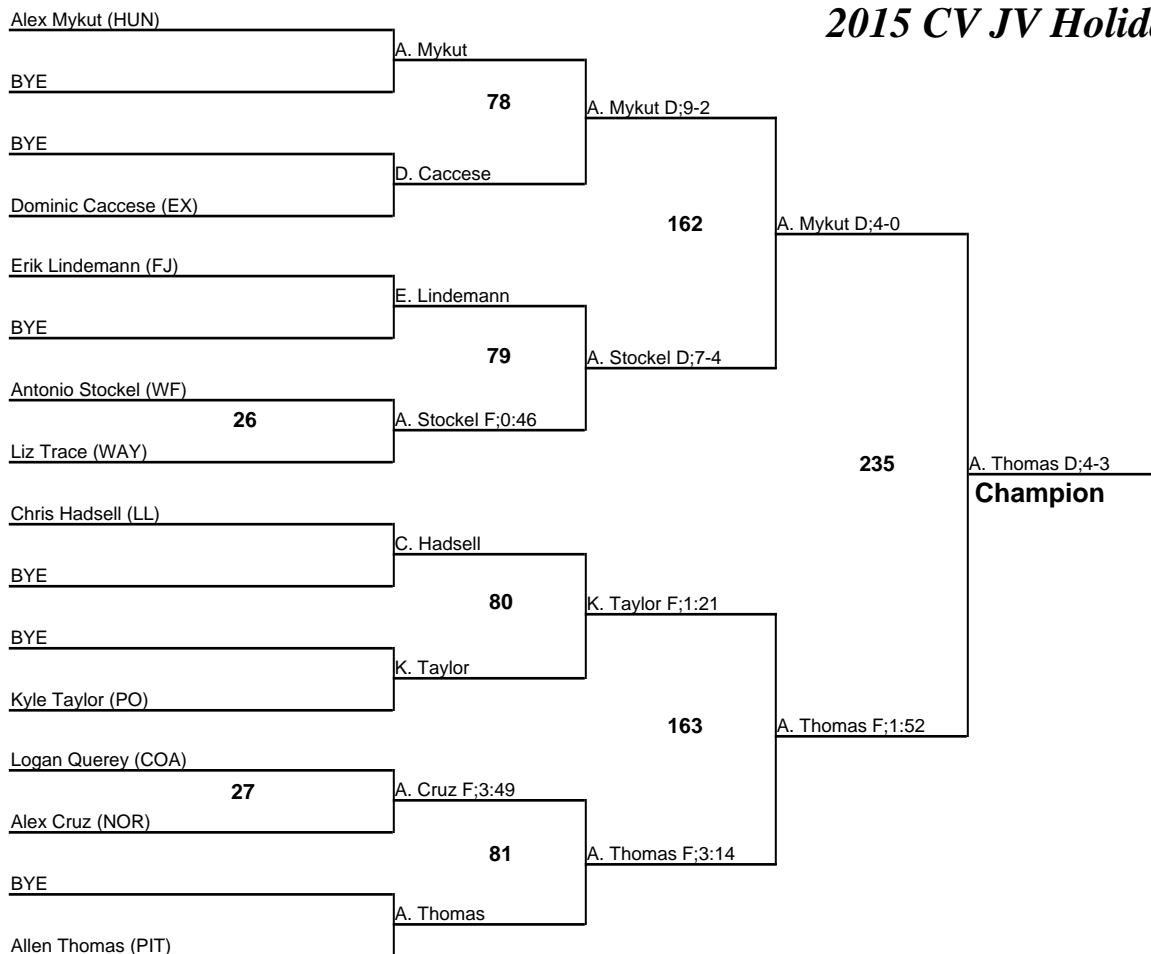 2015 CV JV Holida
Alex Mykut (HUN)
BYE
BYE
Dominic Caccese (EX)
Erik Lindemann (FJ)
BYE
Antonio Stockel (WF)
26
Liz Trace (WAY)
Chris Hadsell (LL)
BYE
BYE
Kyle Taylor (PO)
Logan Querey (COA)
27
Alex Cruz (NOR)
BYE
Allen Thomas (PIT)
A. Mykut
78
D. Caccese
E. Lindemann
79
A. Stockel F;0:46
C. Hadsell
80
K. Taylor
A. Cruz F;3:49
81
A. Thomas
A. Mykut D;9-2
162
A. Stockel D;7-4
K. Taylor F;1:21
163
A. Thomas F;3:14
A. Mykut D;4-0
235
A. Thomas F;1:52
A. Thomas D;4-3
Champion